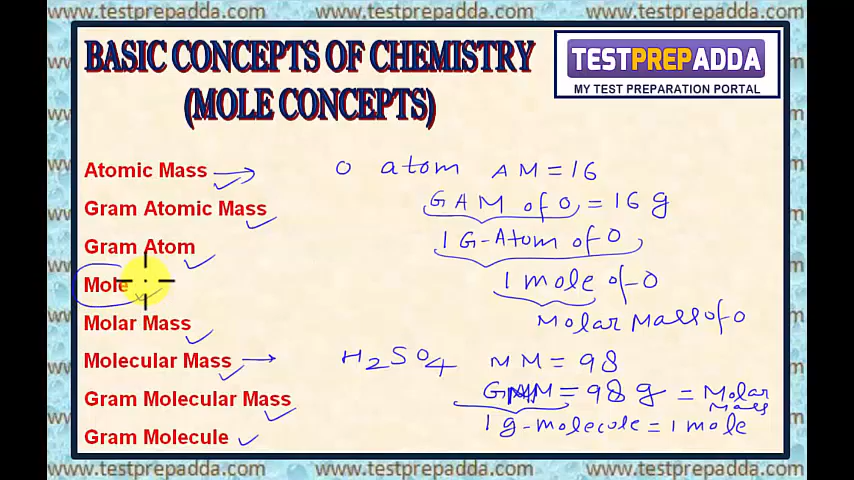 www.testprepadda.com www.testprepadda.com www.testprepadda.com
BASIC CONCEPTS OF CHEMISTRY
(MOLE CONCEPTS)
TESTPREPADDA
MY TEST PREPARATION PORTAL
Atomic Mass → O atom AM = 16
Gram Atomic Mass GAM of O = 16 g
Gram Atom 1 G-Atom of O
Mole 1 mole of O
Molar Mass Molar Mass of O
Molecular Mass → H2SO4 MM = 98
Gram Molecular Mass = 98 g = Molar Mass
Gram Molecule 1 g-molecule = 1 mole
www.testprepadda.com www.testprepadda.com www.testprepadda.com